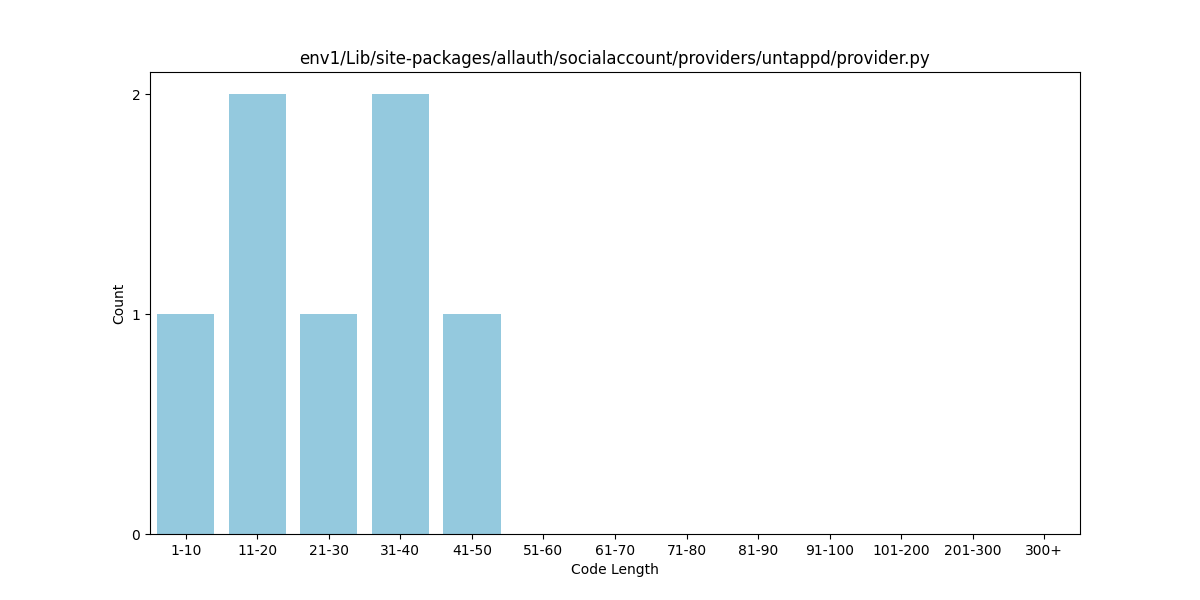 env1/Lib/site-packages/allauth/socialaccount/providers/untappd/provider.py
2
1
0
Count
1-10 11-20 21-30 31-40 41-50 51-60 61-70 71-80 81-90 91-100 101-200 201-300 300+
Code Length